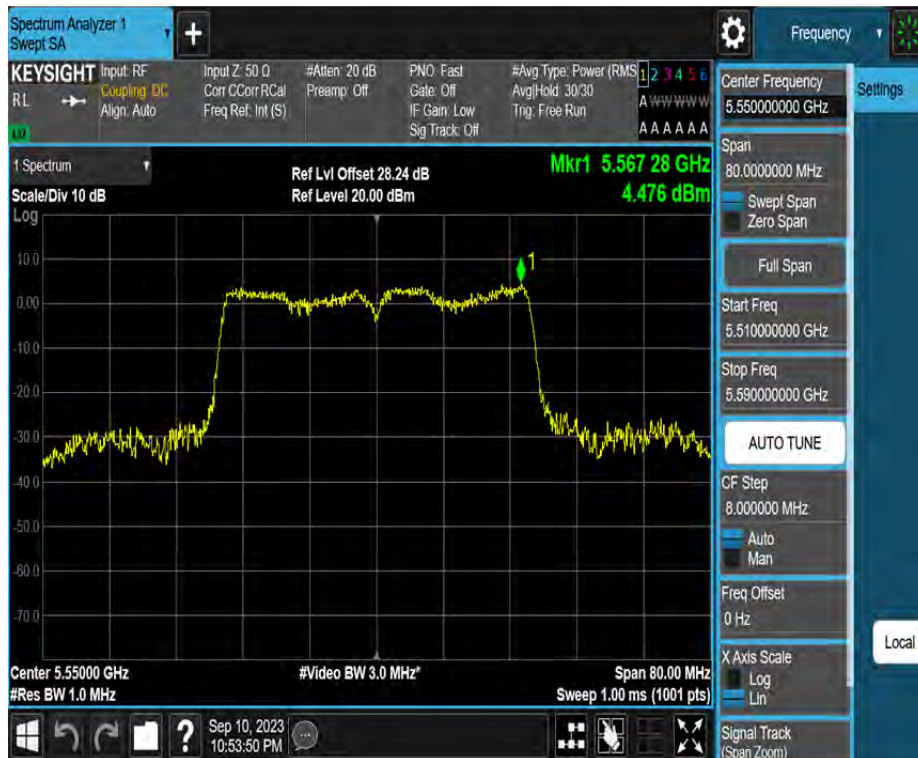 Spectrum Analyzer 1
Swept SA
+
Frequency
KEYSIGHT
RL
LXI
Input: RF
Coupling: DC
Align: Auto
Input Z: 50 Ω
Corr CCorr RCal
Freq Ref: Int (S)
#Atten: 20 dB
Preamp: Off
PNO: Fast
Gate: Off
IF Gain: Low
Sig Track: Off
#Avg Type: Power (RMS
Avg|Hold: 30/30
Trig: Free Run
1 2 3 4 5 6
A W W W W W
A A A A A A
Center Frequency
5.550000000 GHz
Settings
1 Spectrum
Scale/Div 10 dB
Ref Lvl Offset 28.24 dB
Ref Level 20.00 dBm
Mkr1 5.567 28 GHz
4.476 dBm
Span
80.0000000 MHz
Swept Span
Zero Span
Full Span
Log
10.0
0.00
-10.0
-20.0
-30.0
-40.0
-50.0
-60.0
-70.0
1
Start Freq
5.510000000 GHz
Stop Freq
5.590000000 GHz
AUTO TUNE
CF Step
8.000000 MHz
Auto
Man
Freq Offset
0 Hz
X Axis Scale
Log
Lin
Local
Center 5.55000 GHz
#Res BW 1.0 MHz
#Video BW 3.0 MHz*
Span 80.00 MHz
Sweep 1.00 ms (1001 pts)
?
Sep 10, 2023
10:53:50 PM
Signal Track
(Span Zoom)